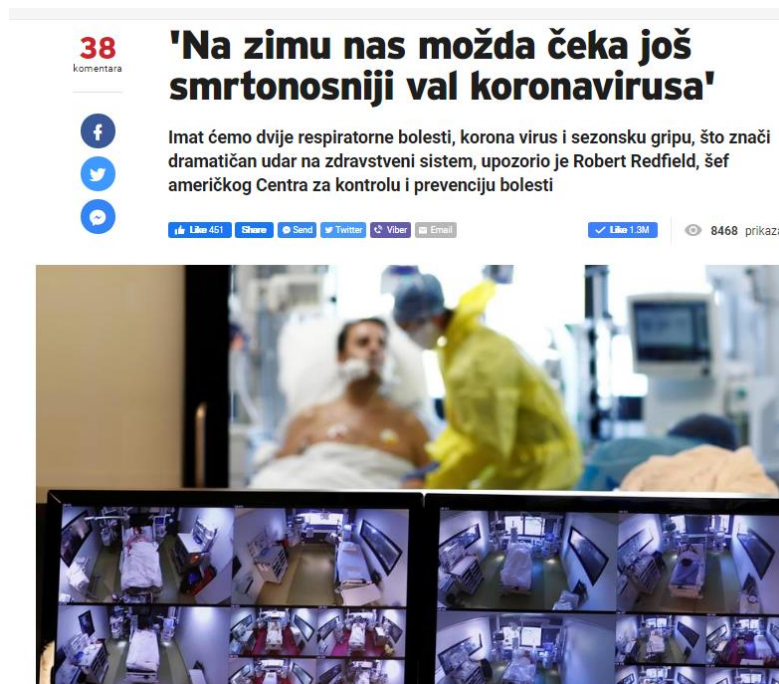 38
komentara
'Na zimu nas možda čeka još
smrtonosniji val koronavirusa'
Imat ćemo dvije respiratorne bolesti, korona virus i sezonsku gripu, što znači
dramatičan udar na zdravstveni sistem, upozorio je Robert Redfield, šef
američkog Centra za kontrolu i prevenciju bolesti
Like 451 Share Send Twitter Viber Email Like 1.3M 8468 prikaza